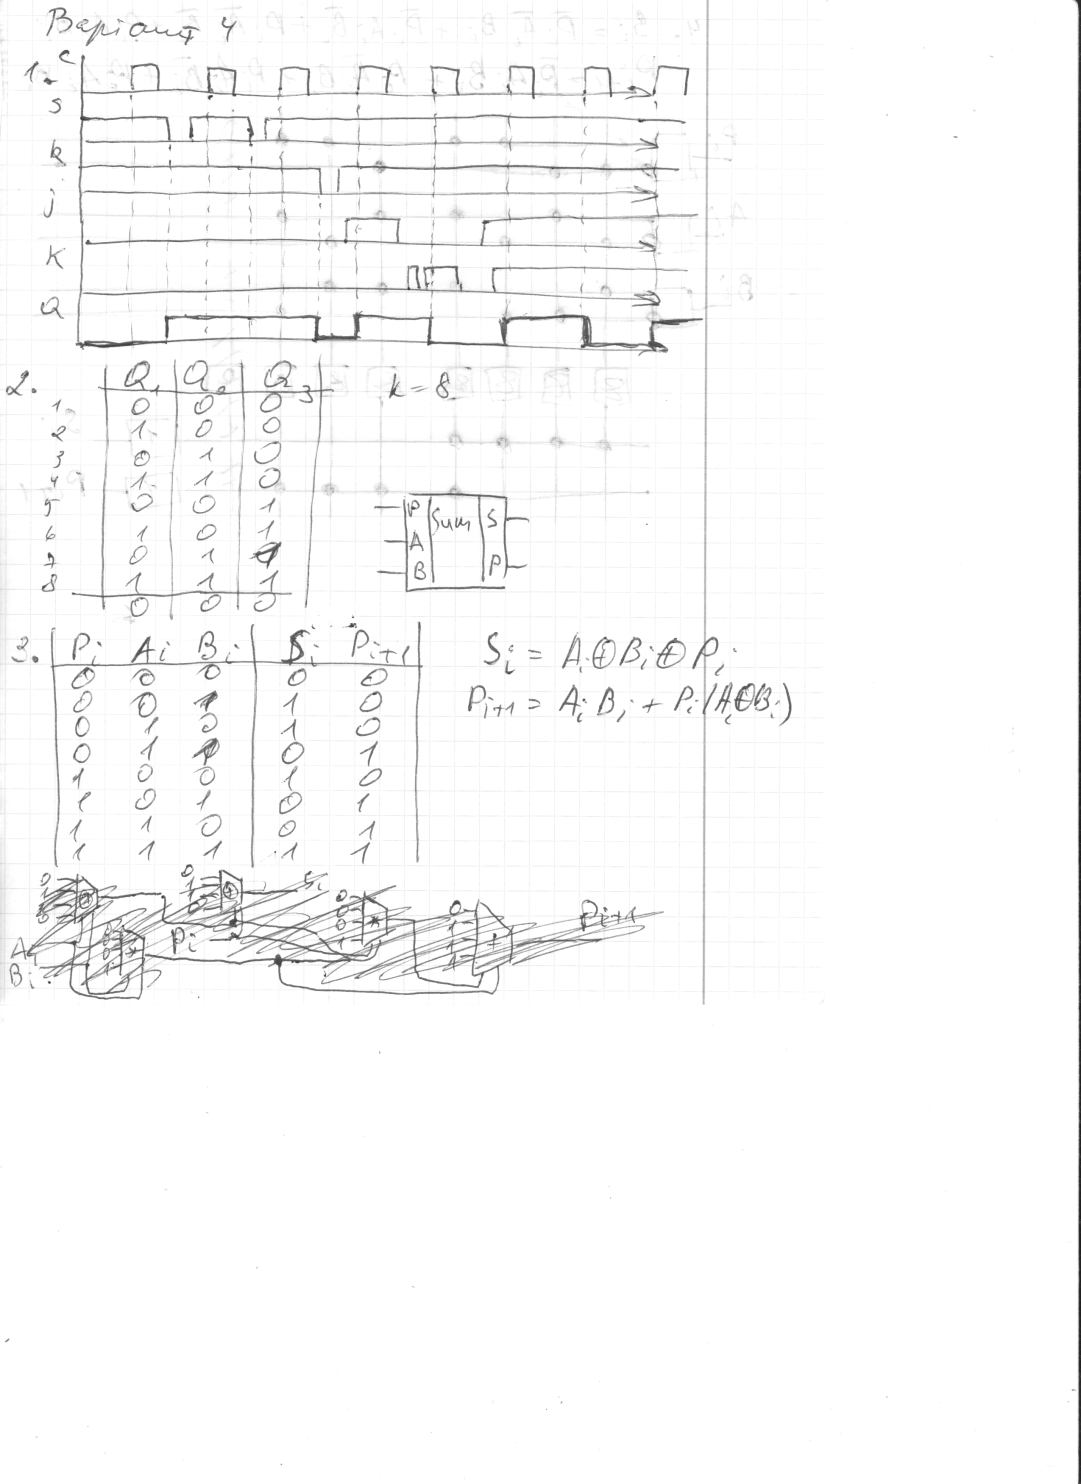 Варіант 4
1. C
S
R
J
K
Q
2. Q1 Q2 Q3 k = 8
1 0 0 0
2 1 0 0
3 0 1 0
4 1 1 0
5 0 0 1
6 1 0 1
7 0 1 1
8 1 1 1
0 0 0
P Sum S
A
B P
3. Pi Ai Bi Si Pi+1
0 0 0 0 0
0 0 1 1 0
0 1 0 1 0
0 1 1 0 1
1 0 0 1 0
1 0 1 0 1
1 1 0 0 1
1 1 1 1 1
Si = Ai⊕Bi⊕Pi
Pi+1 = AiBi + Pi(Ai⊕Bi)
Pi
Pi+1
Ai
Bi